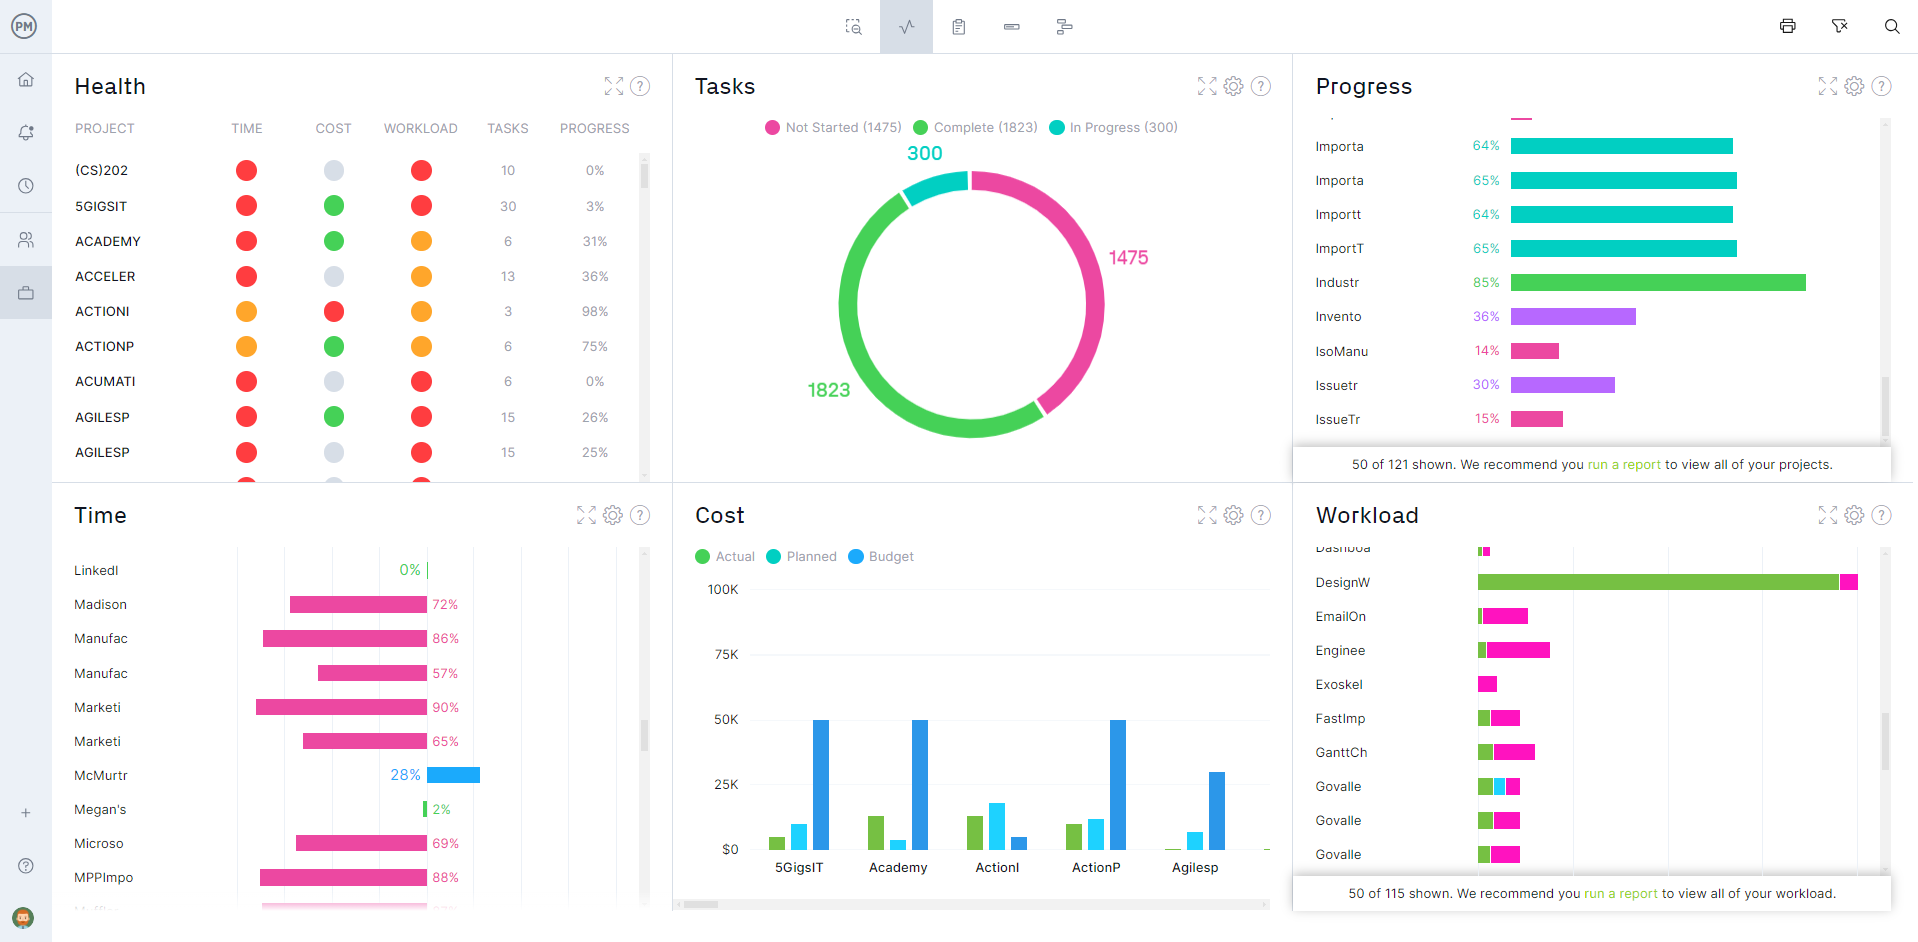 PM
Health
PROJECT TIME COST WORKLOAD TASKS PROGRESS
(CS)202 10 0%
5GIGSIT 30 3%
ACADEMY 6 31%
ACCELER 13 36%
ACTIONI 3 98%
ACTIONP 6 75%
ACUMATI 6 0%
AGILESP 15 26%
AGILESP 15 25%
Tasks
Not Started (1475) Complete (1823) In Progress (300)
300
1475
1823
Progress
Importa 64%
Importa 65%
Importt 64%
ImportT 65%
Industr 85%
Invento 36%
IsoManu 14%
Issuetr 30%
IssueTr 15%
50 of 121 shown. We recommend you run a report to view all of your projects.
Time
LinkedI 0%
Madison 72%
Manufac 86%
Manufac 57%
Marketi 90%
Marketi 65%
McMurtr 28%
Megan's 2%
Microso 69%
MPPImpo 88%
Cost
Actual Planned Budget
100K
75K
50K
25K
$0
5GigsIT Academy ActionI ActionP Agilesp
Workload
Dashboa
DesignW
EmailOn
Enginee
Exoskel
FastImp
GanttCh
Govalle
Govalle
Govalle
50 of 115 shown. We recommend you run a report to view all of your workload.